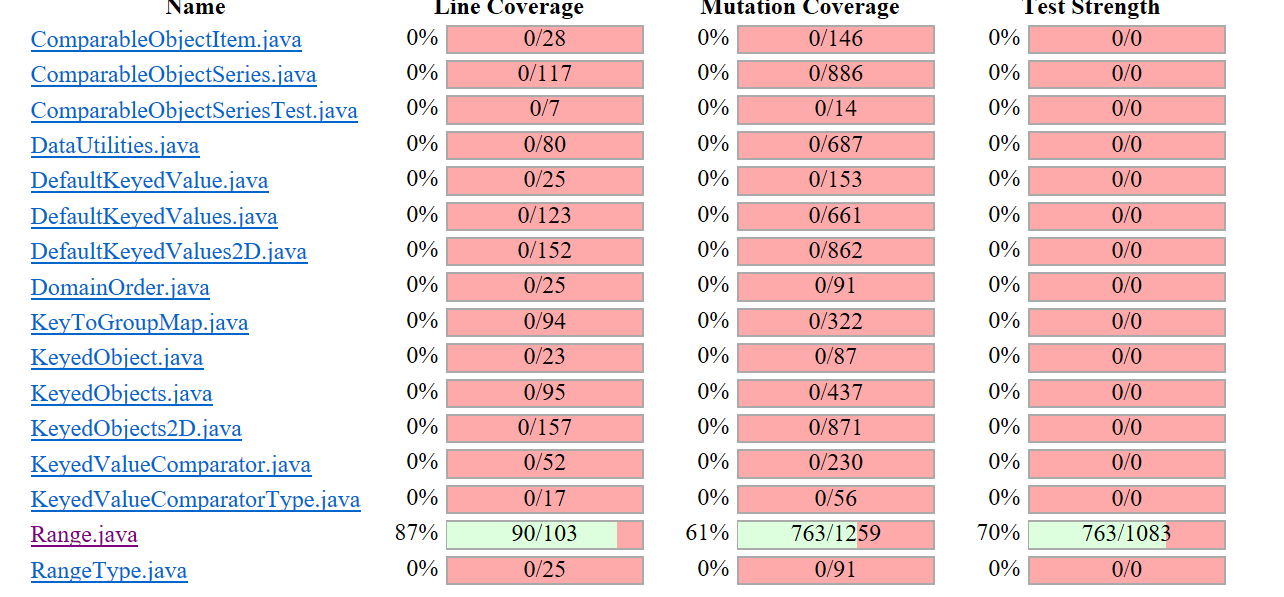 Name Line Coverage Mutation Coverage Test Strength
ComparableObjectItem.java 0% 0/28 0% 0/146 0% 0/0
ComparableObjectSeries.java 0% 0/117 0% 0/886 0% 0/0
ComparableObjectSeriesTest.java 0% 0/7 0% 0/14 0% 0/0
DataUtilities.java 0% 0/80 0% 0/687 0% 0/0
DefaultKeyedValue.java 0% 0/25 0% 0/153 0% 0/0
DefaultKeyedValues.java 0% 0/123 0% 0/661 0% 0/0
DefaultKeyedValues2D.java 0% 0/152 0% 0/862 0% 0/0
DomainOrder.java 0% 0/25 0% 0/91 0% 0/0
KeyToGroupMap.java 0% 0/94 0% 0/322 0% 0/0
KeyedObject.java 0% 0/23 0% 0/87 0% 0/0
KeyedObjects.java 0% 0/95 0% 0/437 0% 0/0
KeyedObjects2D.java 0% 0/157 0% 0/871 0% 0/0
KeyedValueComparator.java 0% 0/52 0% 0/230 0% 0/0
KeyedValueComparatorType.java 0% 0/17 0% 0/56 0% 0/0
Range.java 87% 90/103 61% 763/1259 70% 763/1083
RangeType.java 0% 0/25 0% 0/91 0% 0/0